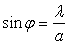 sin φ = λ/a